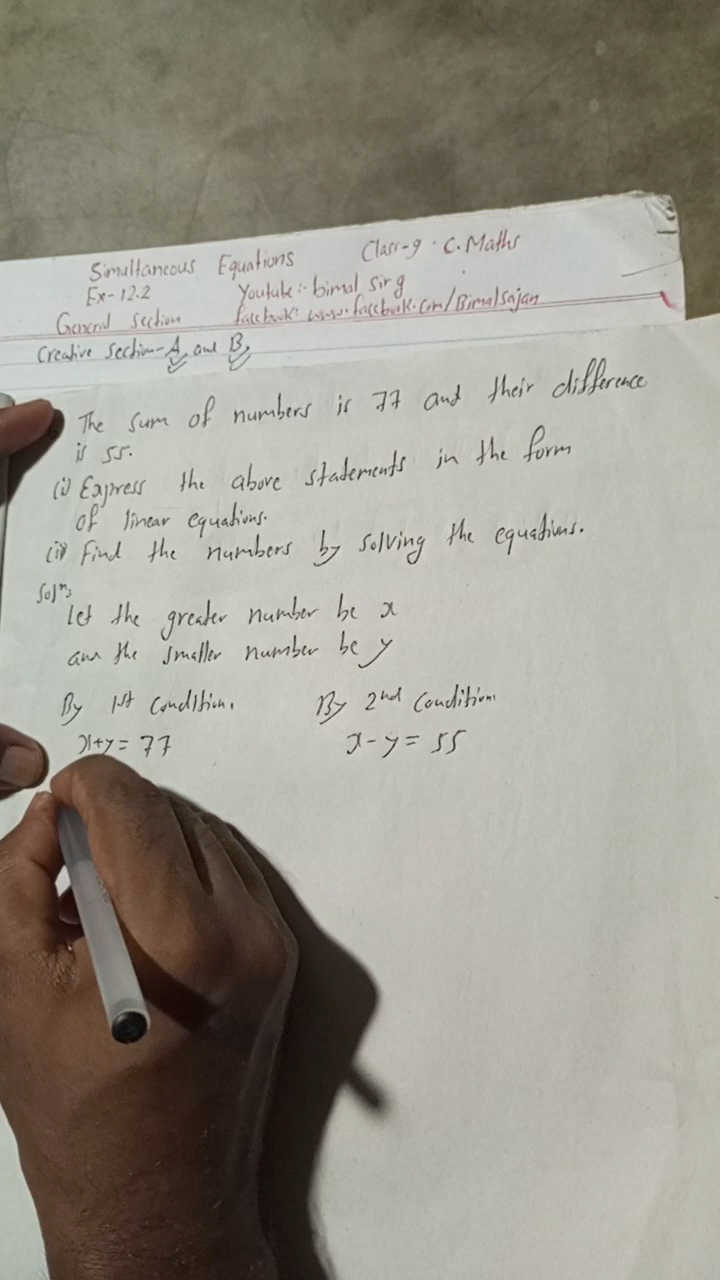 Simultaneous Equations Class-9 C.Maths
Ex-12.2 Youtube:- bimal sir g
General section facebook: www.facebook.com/Bimalsajan
Creative section-A and B.
The sum of numbers is 77 and their difference
is 55.
(i) Express the above statements in the form
of linear equations.
(ii) Find the numbers by solving the equations.
Solⁿ:
Let the greater number be x
and the smaller number be y
By 1st condition. By 2nd condition.
x+y = 77 x-y = 55